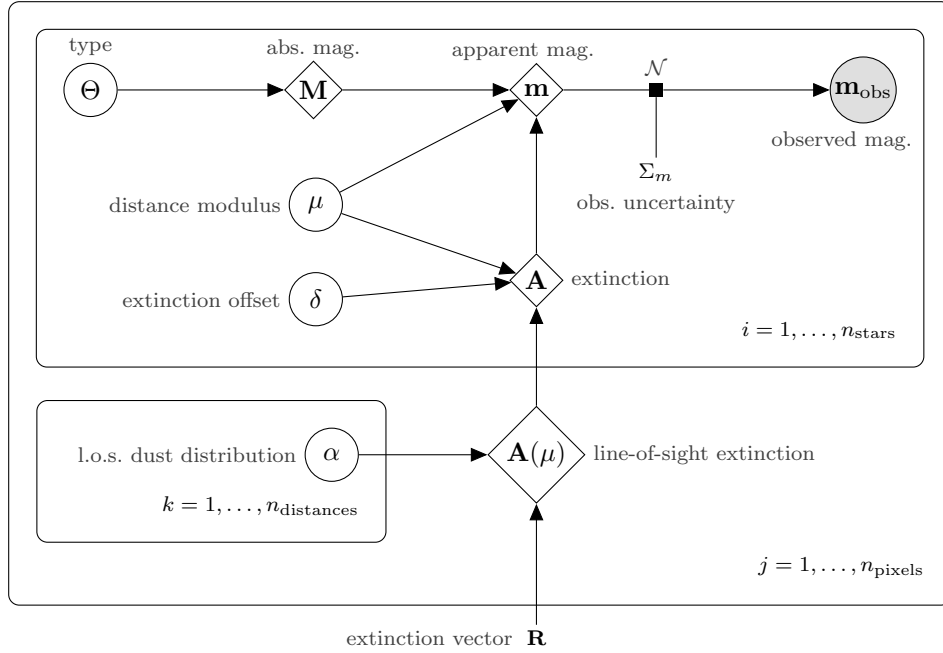 type
abs. mag.
apparent mag.
𝒩
Θ
M
m
m_obs
observed mag.
Σ_m
obs. uncertainty
distance modulus μ
A extinction
extinction offset δ
i = 1, . . . , n_stars
l.o.s. dust distribution α
A(μ) line-of-sight extinction
k = 1, . . . , n_distances
j = 1, . . . , n_pixels
extinction vector R